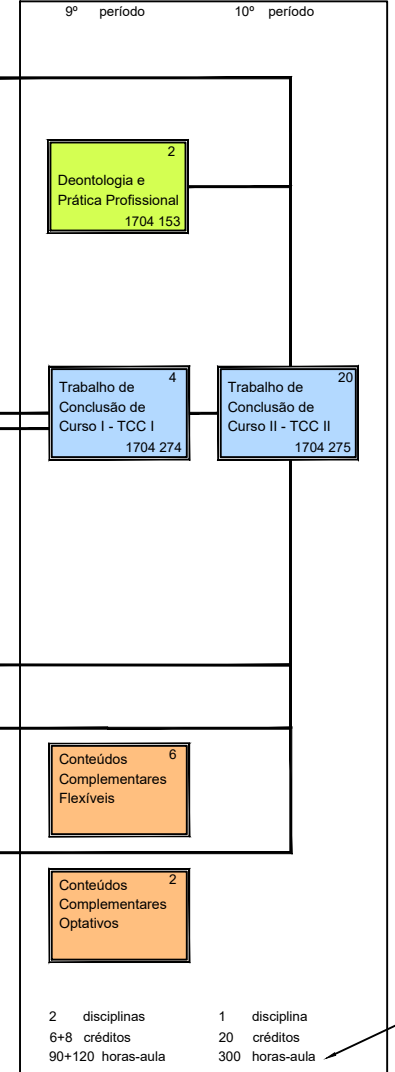 9º período
10º período
2
Deontologia e
Prática Profissional
1704 153
4
Trabalho de
Conclusão de
Curso I - TCC I
1704 274
20
Trabalho de
Conclusão de
Curso II - TCC II
1704 275
6
Conteúdos
Complementares
Flexíveis
2
Conteúdos
Complementares
Optativos
2 disciplinas
6+8 créditos
90+120 horas-aula
1 disciplina
20 créditos
300 horas-aula